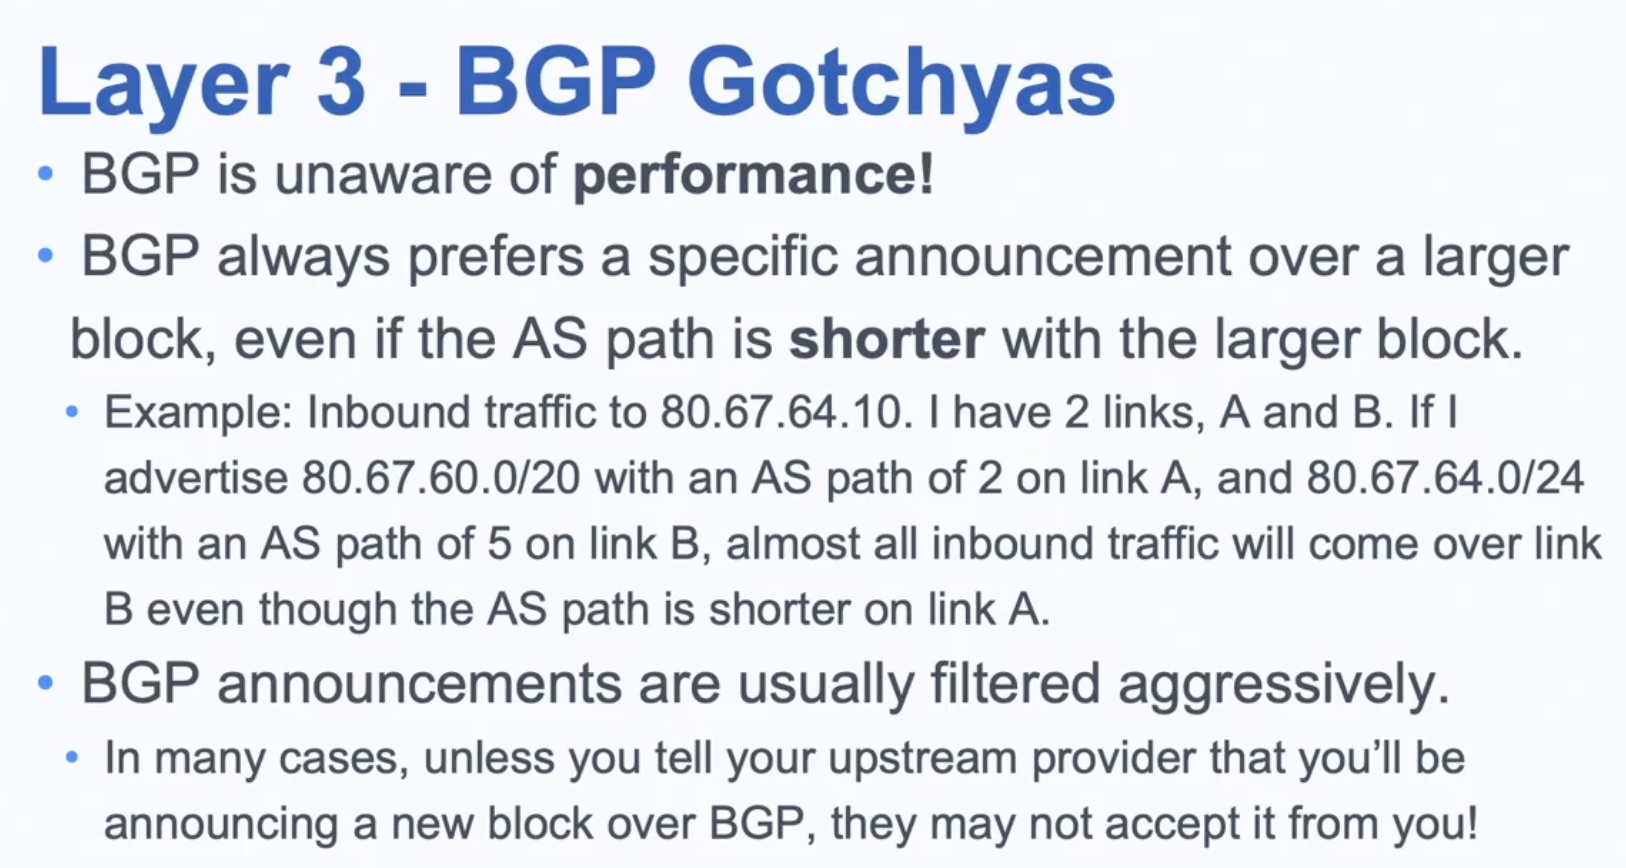 Layer 3 - BGP Gotchyas
• BGP is unaware of performance!
• BGP always prefers a specific announcement over a larger
block, even if the AS path is shorter with the larger block.
• Example: Inbound traffic to 80.67.64.10. I have 2 links, A and B. If I
advertise 80.67.60.0/20 with an AS path of 2 on link A, and 80.67.64.0/24
with an AS path of 5 on link B, almost all inbound traffic will come over link
B even though the AS path is shorter on link A.
• BGP announcements are usually filtered aggressively.
• In many cases, unless you tell your upstream provider that you’ll be
announcing a new block over BGP, they may not accept it from you!